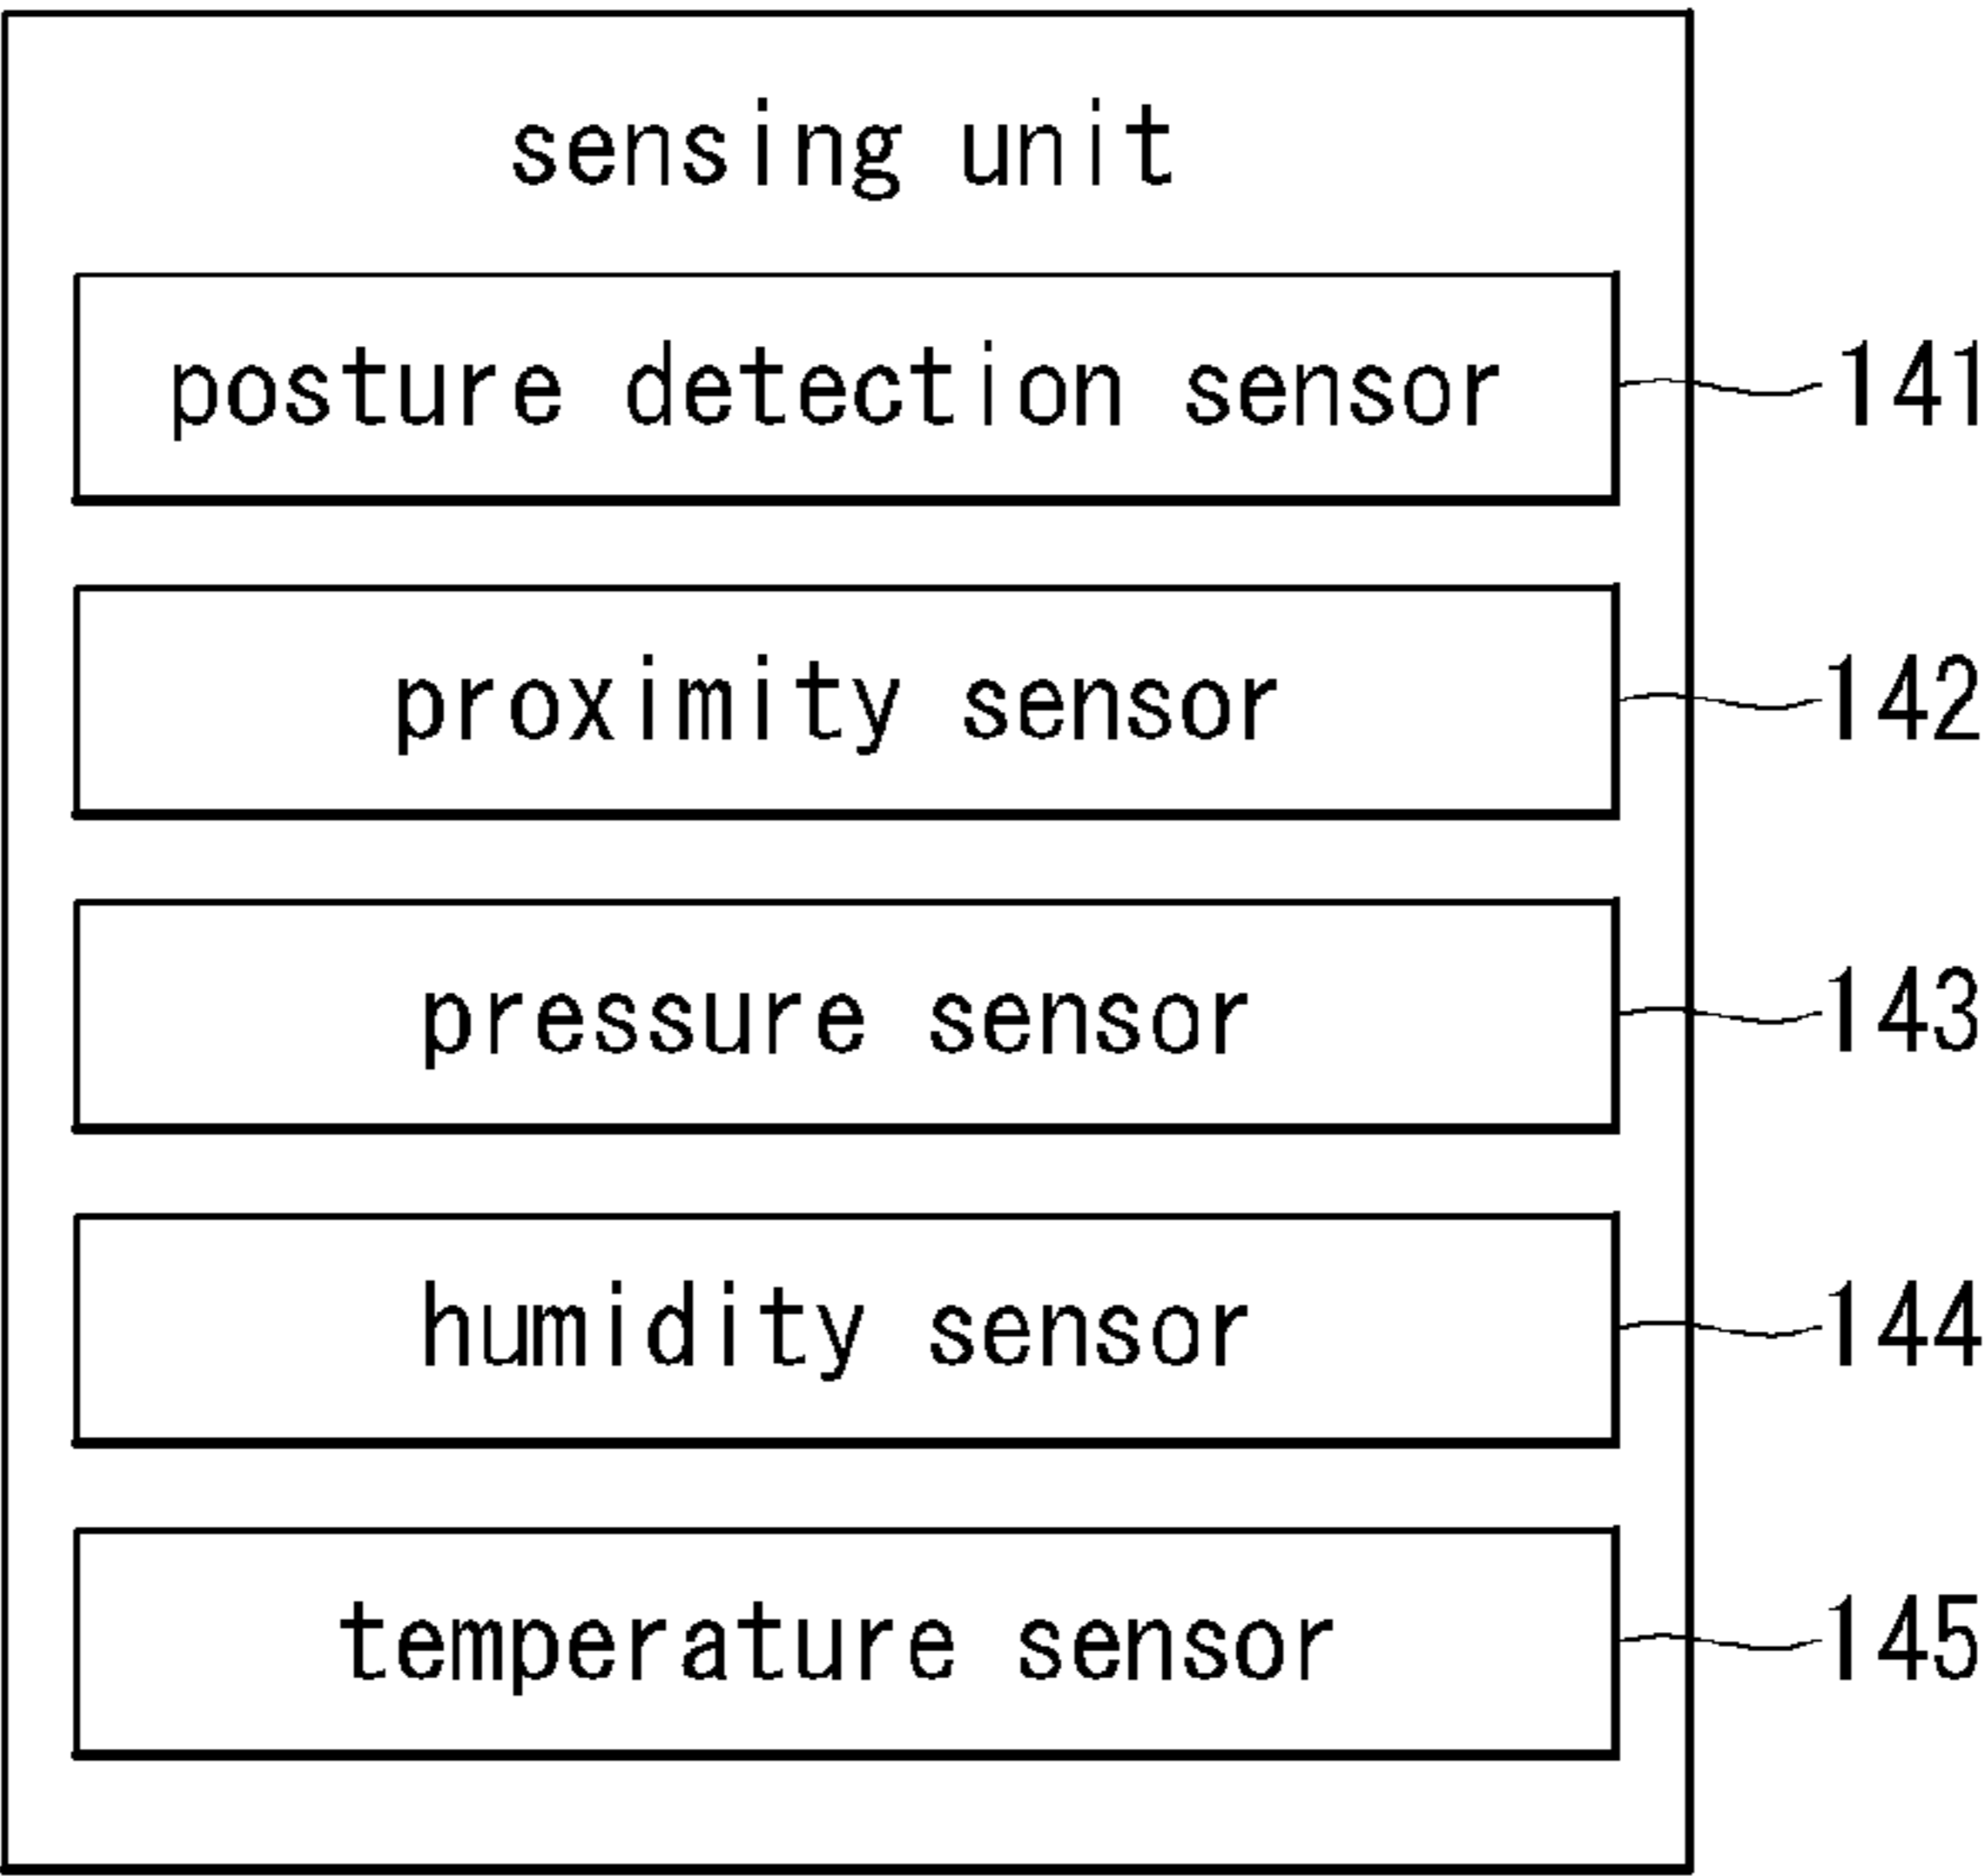 sensing unit
posture detection sensor 141
proximity sensor 142
pressure sensor 143
humidity sensor 144
temperature sensor 145